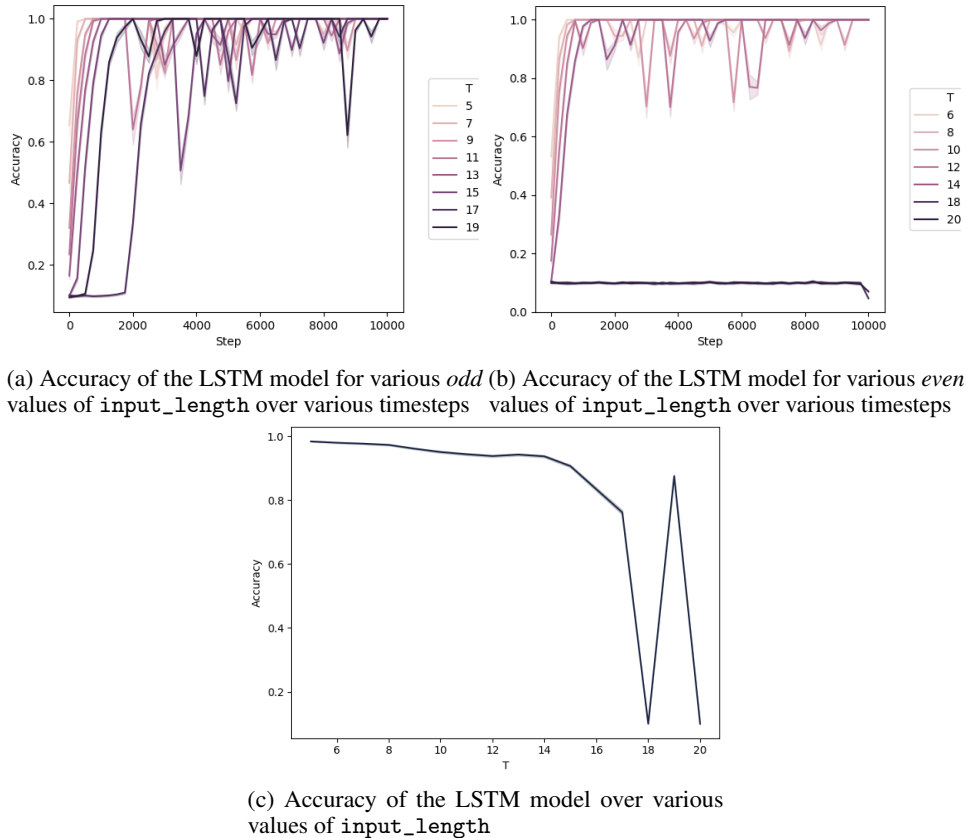 1.0
0.8
0.6
0.4
0.2
Accuracy
0 2000 4000 6000 8000 10000
Step
T
5
7
9
11
13
15
17
19
1.0
0.8
0.6
0.4
0.2
0.0
Accuracy
0 2000 4000 6000 8000 10000
Step
T
6
8
10
12
14
18
20
(a) Accuracy of the LSTM model for various odd
values of input_length over various timesteps
(b) Accuracy of the LSTM model for various even
values of input_length over various timesteps
1.0
0.8
0.6
0.4
0.2
Accuracy
6 8 10 12 14 16 18 20
T
(c) Accuracy of the LSTM model over various
values of input_length